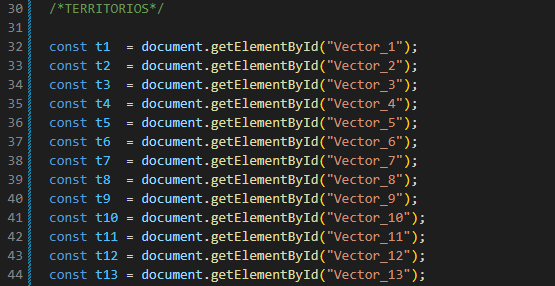 30 /*TERRITORIOS*/
31
32 const t1  = document.getElementById("Vector_1");
33 const t2  = document.getElementById("Vector_2");
34 const t3  = document.getElementById("Vector_3");
35 const t4  = document.getElementById("Vector_4");
36 const t5  = document.getElementById("Vector_5");
37 const t6  = document.getElementById("Vector_6");
38 const t7  = document.getElementById("Vector_7");
39 const t8  = document.getElementById("Vector_8");
40 const t9  = document.getElementById("Vector_9");
41 const t10 = document.getElementById("Vector_10");
42 const t11 = document.getElementById("Vector_11");
43 const t12 = document.getElementById("Vector_12");
44 const t13 = document.getElementById("Vector_13");